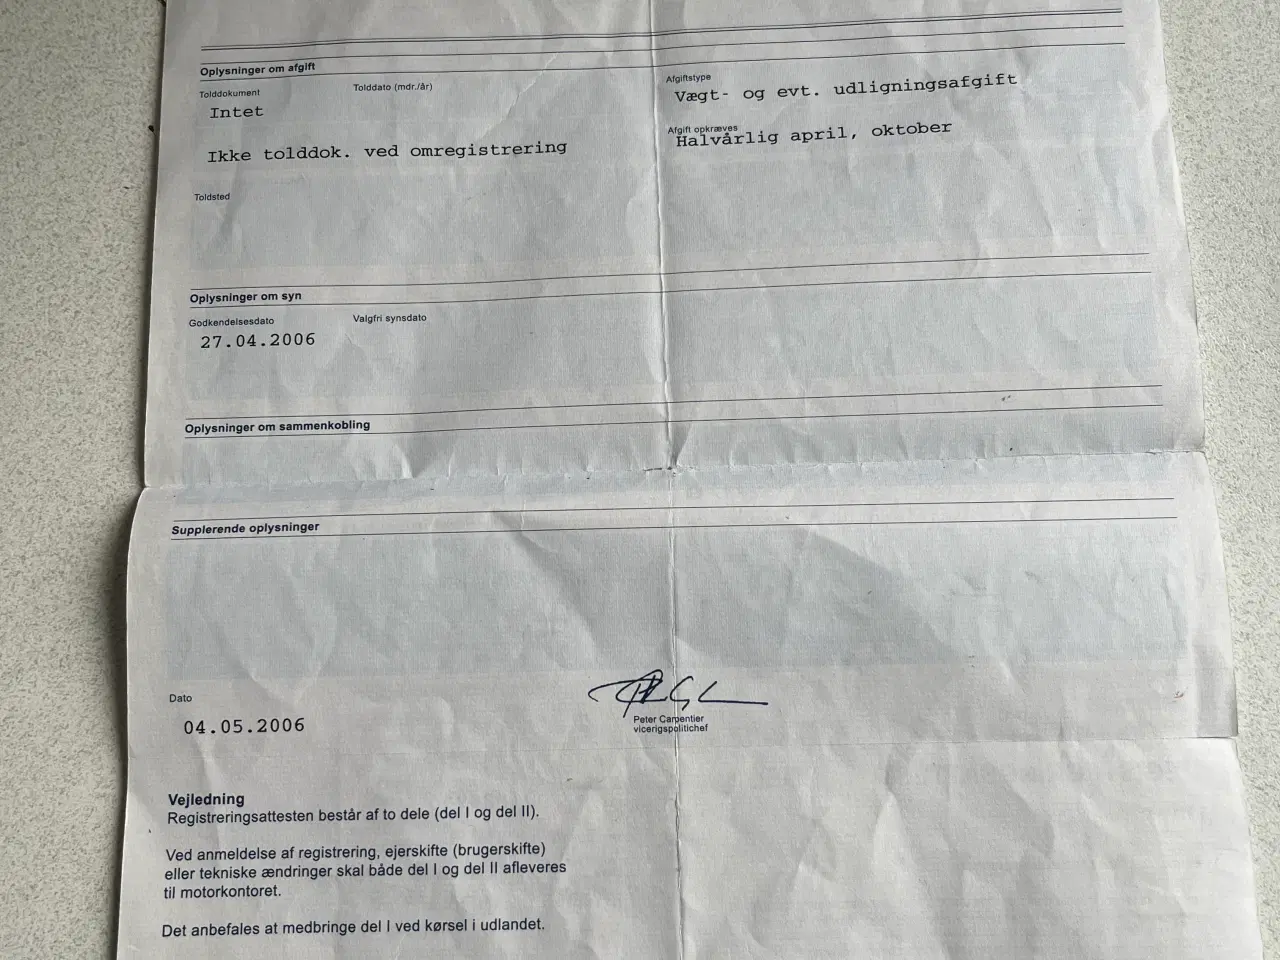 Oplysninger om afgift
Tolddokument
Tolddato (mdr./år)
Intet
Ikke tolddok. ved omregistrering
Toldsted
Afgiftstype
Vægt- og evt. udligningsafgift
Afgift opkræves
Halvårlig april, oktober
Oplysninger om syn
Godkendelsesdato
Valgfri synsdato
27.04.2006
Oplysninger om sammenkobling
Supplerende oplysninger
Dato
04.05.2006
Peter Carpentier
vicerigspolitichef
Vejledning
Registreringsattesten består af to dele (del I og del II).
Ved anmeldelse af registrering, ejerskifte (brugerskifte)
eller tekniske ændringer skal både del I og del II afleveres
til motorkontoret.
Det anbefales at medbringe del I ved kørsel i udlandet.